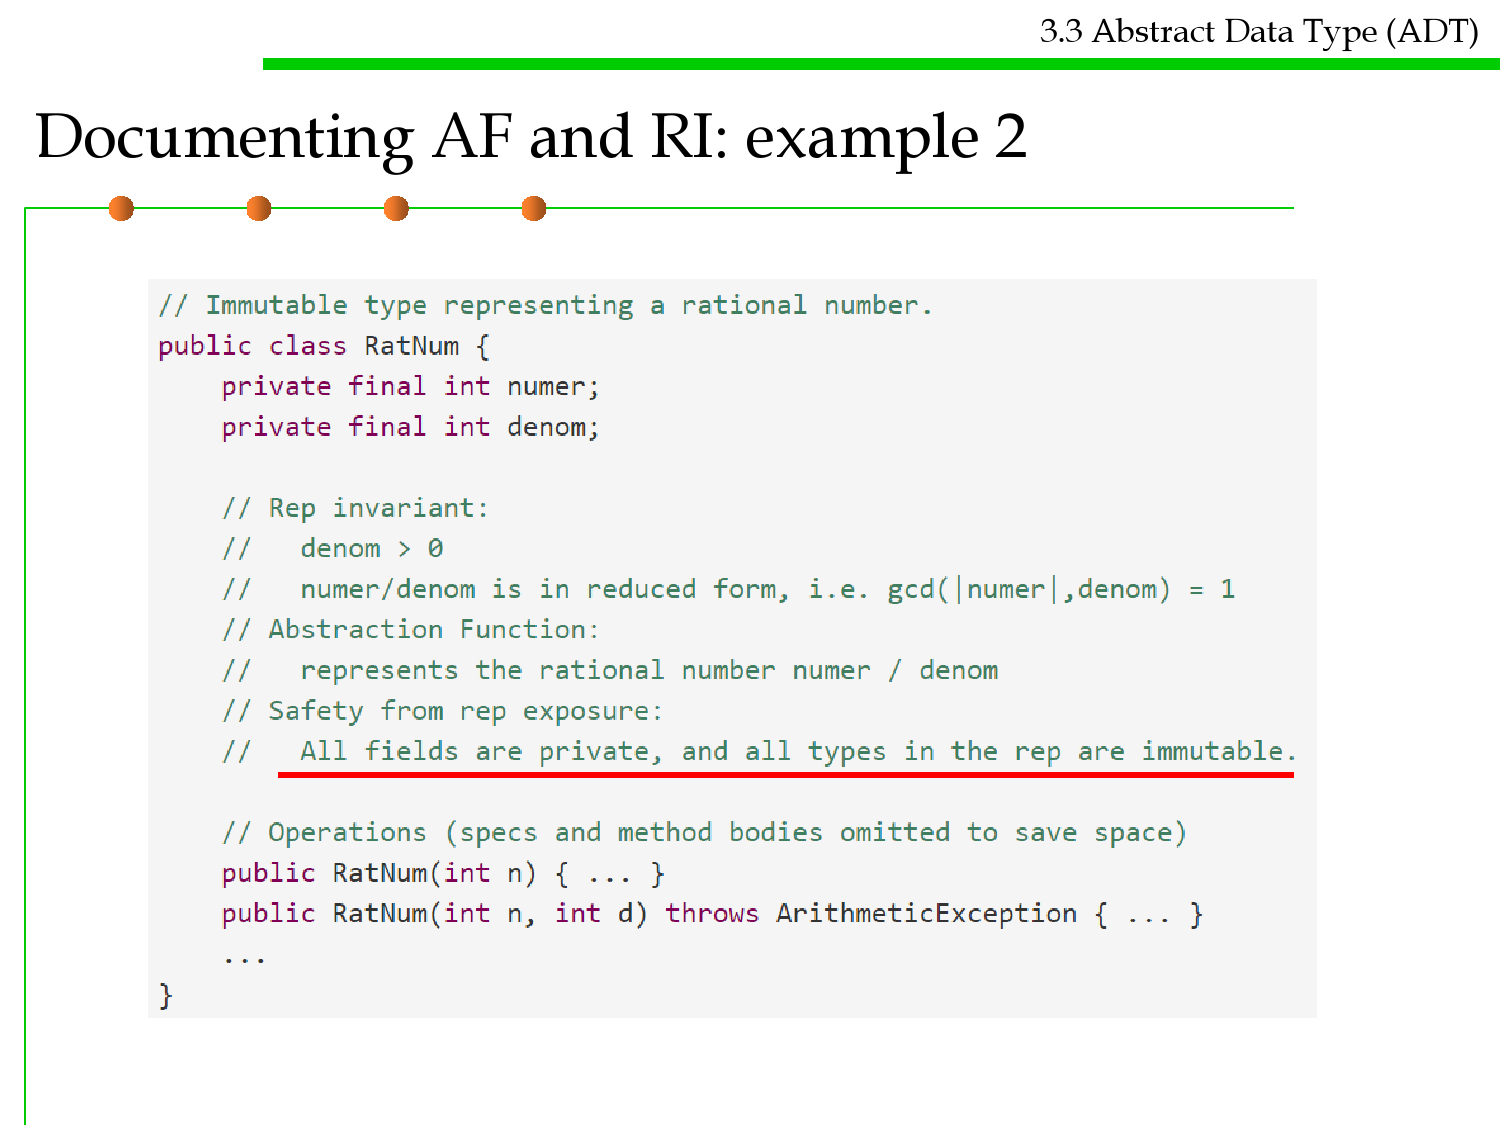 3.3 Abstract Data Type (ADT)
Documenting AF and RI: example 2
// Immutable type representing a rational number.
public class RatNum {
    private final int numer;
    private final int denom;

    // Rep invariant:
    //   denom > 0
    //   numer/denom is in reduced form, i.e. gcd(|numer|,denom) = 1
    // Abstraction Function:
    //   represents the rational number numer / denom
    // Safety from rep exposure:
    //   All fields are private, and all types in the rep are immutable.

    // Operations (specs and method bodies omitted to save space)
    public RatNum(int n) { ... }
    public RatNum(int n, int d) throws ArithmeticException { ... }
    ...
}